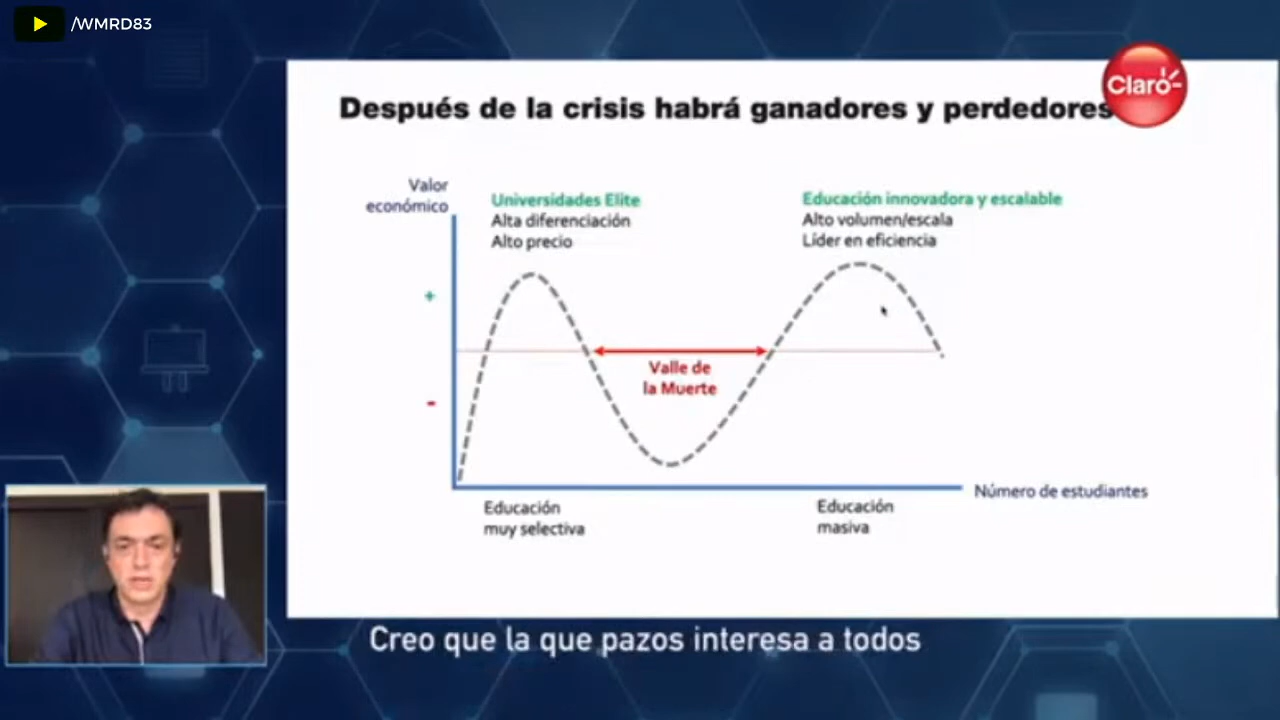 /WMRD83
Claro
Después de la crisis habrá ganadores y perdedores
Valor
económico
Universidades Elite
Alta diferenciación
Alto precio
Educación innovadora y escalable
Alto volumen/escala
Líder en eficiencia
+
Valle de
la Muerte
-
Número de estudiantes
Educación
muy selectiva
Educación
masiva
Creo que la que pazos interesa a todos